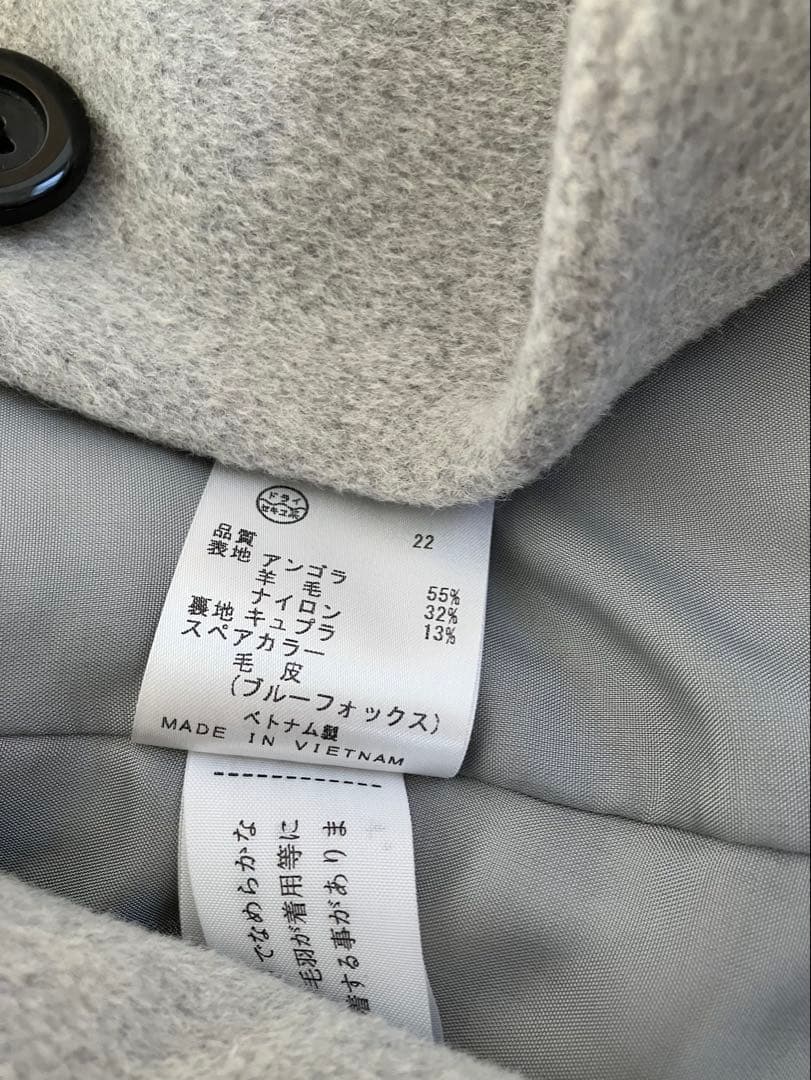 ドライ
セキユ系
品質 22
表地 アンゴラ 55%
羊毛 32%
ナイロン 13%
裏地 キュプラ
スペアカラー
毛皮
(ブルーフォックス)
ベトナム製
MADE IN VIETNAM
でなめらかな
毛羽が着用等に
着する事がありま